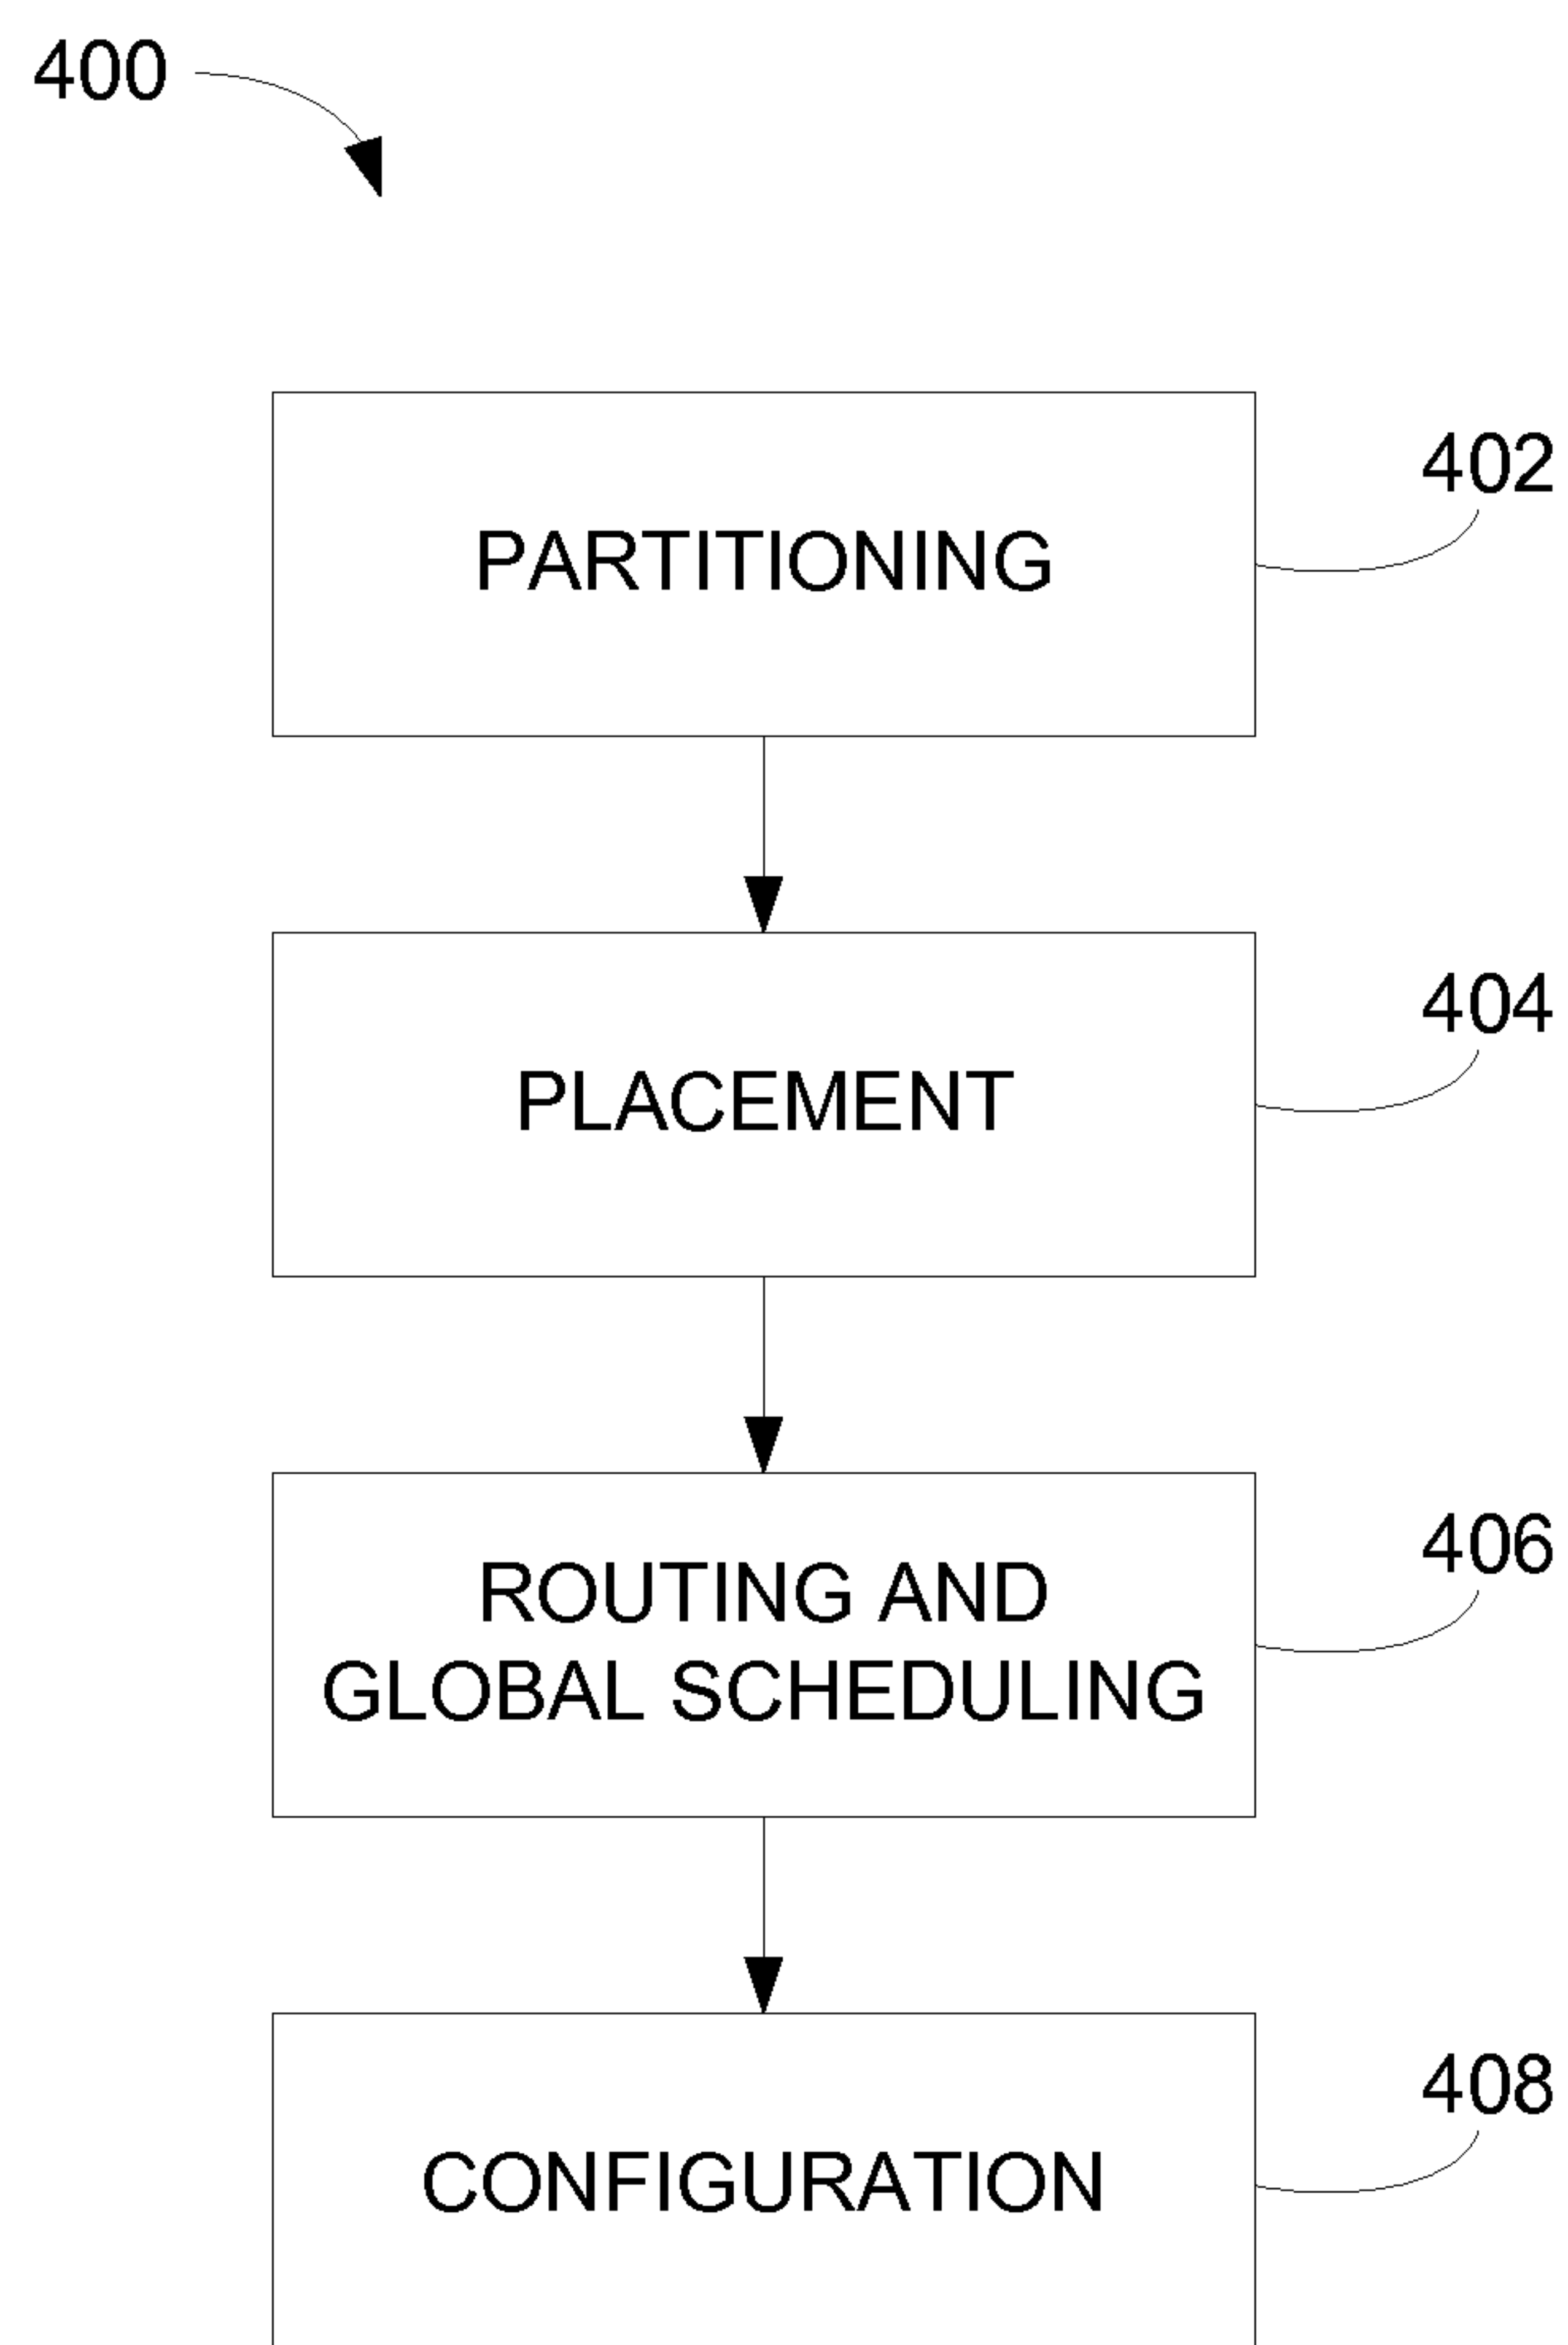 400
PARTITIONING
402
PLACEMENT
404
ROUTING AND
GLOBAL SCHEDULING
406
CONFIGURATION
408